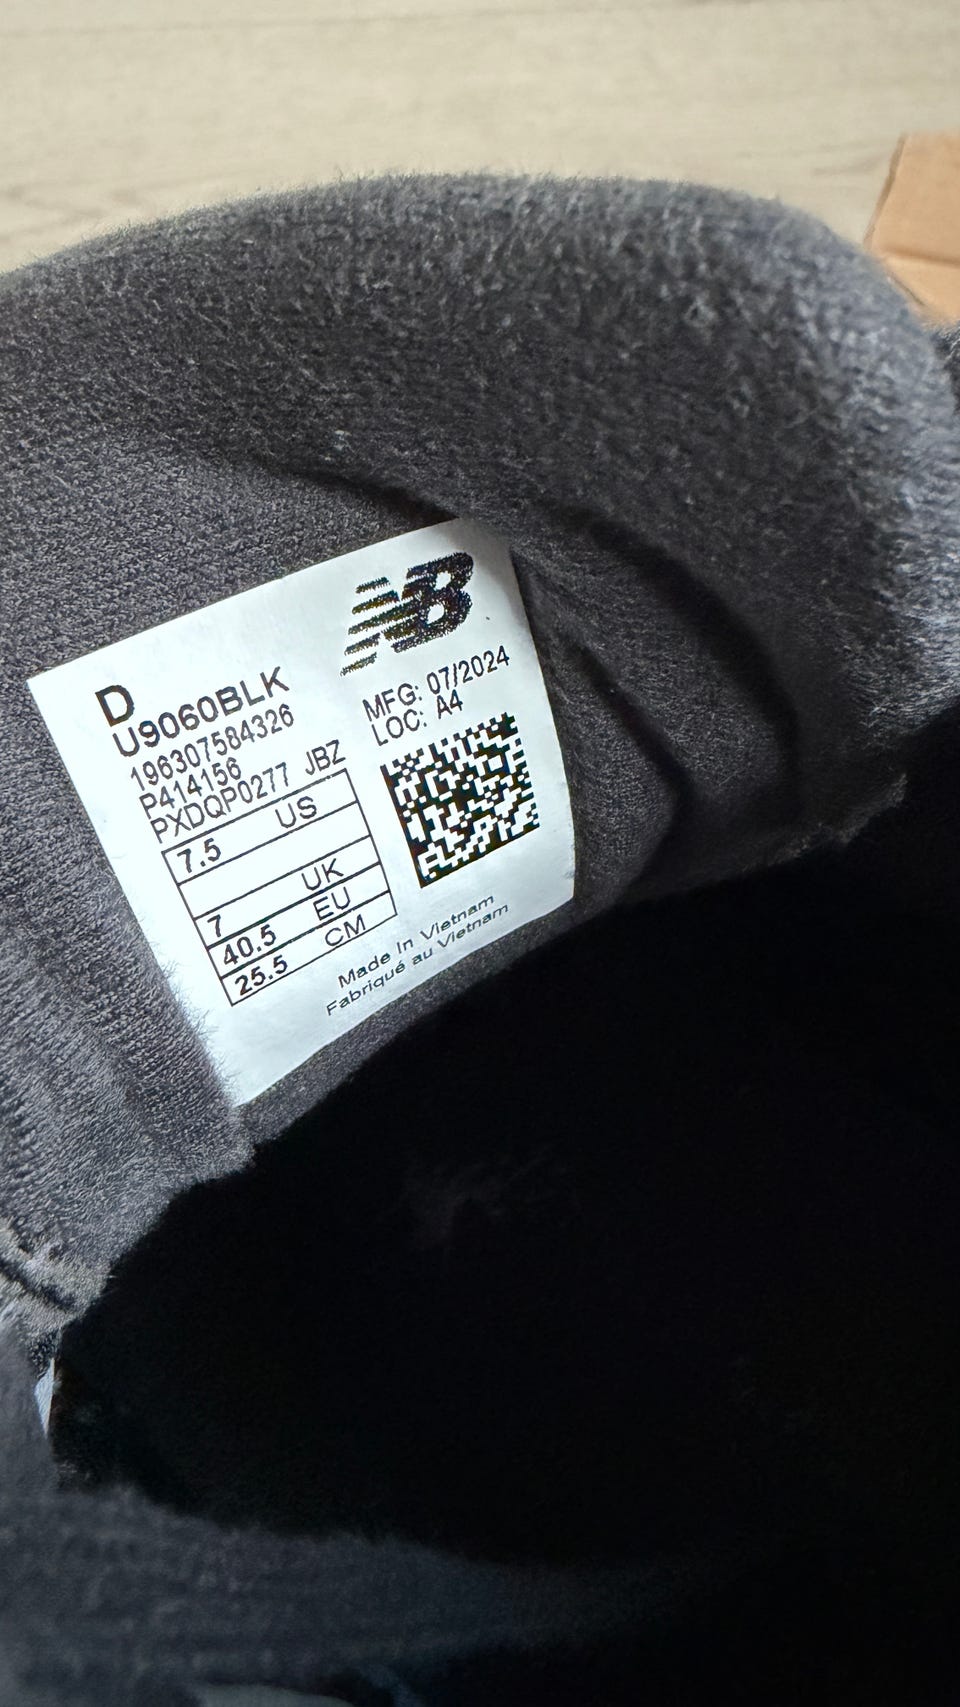 NB
D
U9060BLK
196307584326
P414156
PXDQP0277 JBZ
7.5 US
UK
7 EU
40.5 CM
25.5
MFG: 07/2024
LOC: A4
Made In Vietnam
Fabriqué au Vietnam